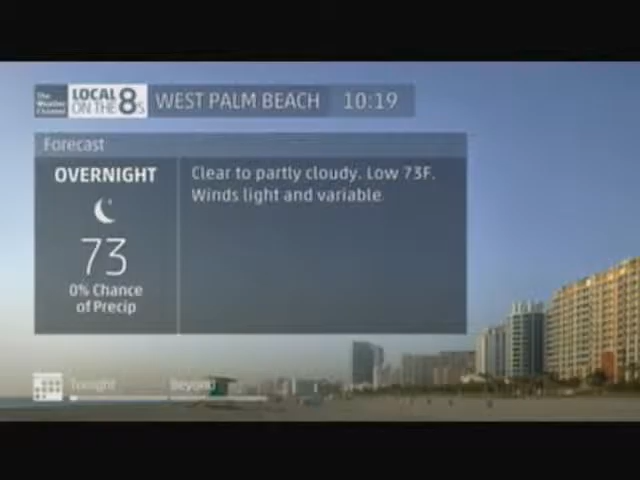 The
Weather
Channel
LOCAL
ON THE 8s
WEST PALM BEACH 10:19
Forecast
OVERNIGHT
73
0% Chance
of Precip
Clear to partly cloudy. Low 73F.
Winds light and variable.
Tonight Beyond